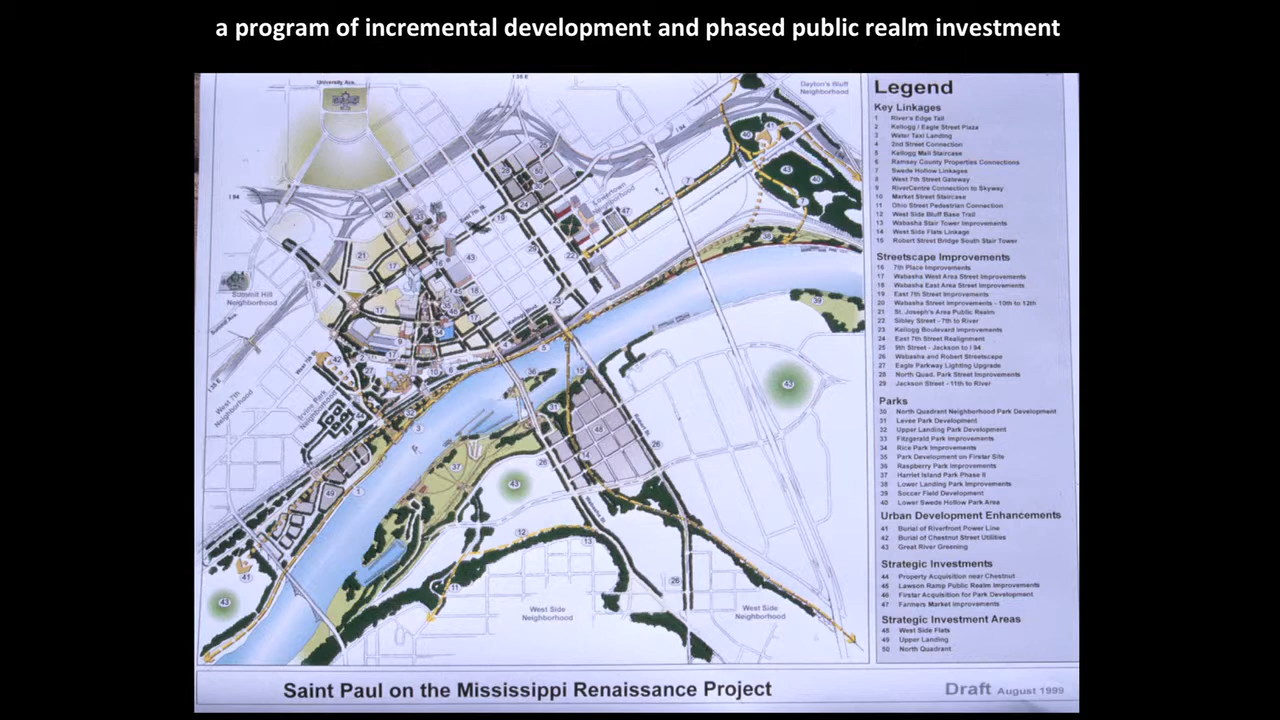 a program of incremental development and phased public realm investment
University Ave.
I 35 E
Dayton's Bluff
Neighborhood
I 94
I 94
Lowertown
Neighborhood
Summit Hill
Neighborhood
West 7th
Neighborhood
Irvine Park
Neighborhood
I 35 E
West Side
Neighborhood
West Side
Neighborhood
Legend
Key Linkages
1 River's Edge Tail
2 Kellogg / Eagle Street Plaza
3 Water Taxi Landing
4 2nd Street Connection
5 Kellogg Mall Staircase
6 Ramsey County Properties Connections
7 Swede Hollow Linkages
8 West 7th Street Gateway
9 RiverCentre Connection to Skyway
10 Market Street Staircase
11 Ohio Street Pedestrian Connection
12 West Side Bluff Base Trail
13 Wabasha Stair Tower Improvements
14 West Side Flats Linkage
15 Robert Street Bridge South Stair Tower
Streetscape Improvements
16 7th Place Improvements
17 Wabasha West Area Street Improvements
18 Wabasha East Area Street Improvements
19 East 7th Street Improvements
20 Wabasha Street Improvements - 10th to 12th
21 St. Joseph's Area Public Realm
22 Sibley Street - 7th to River
23 Kellogg Boulevard Improvements
24 East 7th Street Realignment
25 9th Street - Jackson to I 94
26 Wabasha and Robert Streetscape
27 Eagle Parkway Lighting Upgrade
28 North Quad. Park Street Improvements
29 Jackson Street - 11th to River
Parks
30 North Quadrant Neighborhood Park Development
31 Levee Park Development
32 Upper Landing Park Development
33 Fitzgerald Park Improvements
34 Rice Park Improvements
35 Park Development on Firstar Site
36 Raspberry Park Improvements
37 Harriet Island Park Phase II
38 Lower Landing Park Improvements
39 Soccer Field Development
40 Lower Swede Hollow Park Area
Urban Development Enhancements
41 Burial of Riverfront Power Line
42 Burial of Chestnut Street Utilities
43 Great River Greening
Strategic Investments
44 Property Acquisition near Chestnut
45 Lawson Ramp Public Realm Improvements
46 Firstar Acquisition for Park Development
47 Farmers Market Improvements
Strategic Investment Areas
48 West Side Flats
49 Upper Landing
50 North Quadrant
Saint Paul on the Mississippi Renaissance Project
Draft August 1999